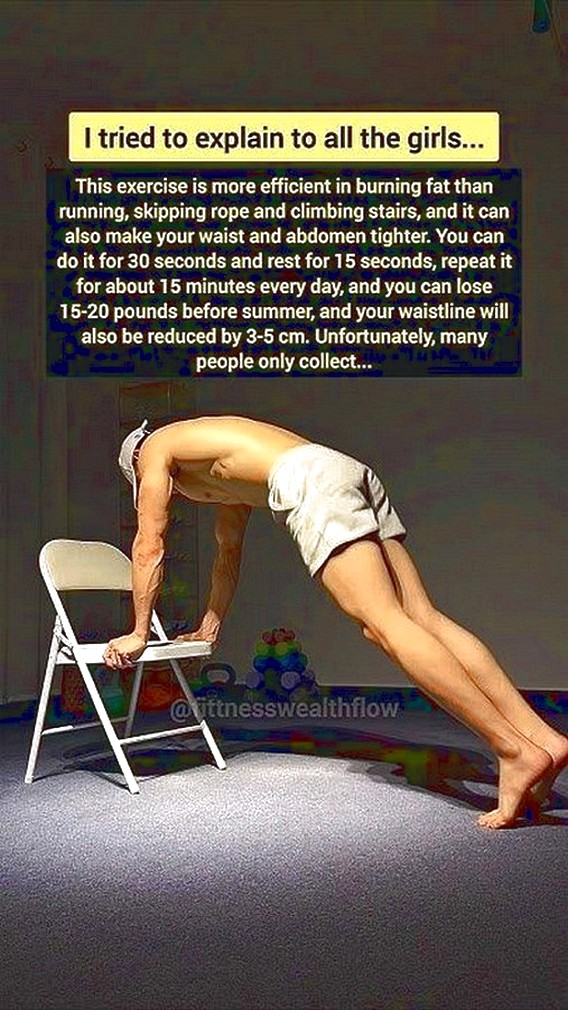 I tried to explain to all the girls...
This exercise is more efficient in burning fat than
running, skipping rope and climbing stairs, and it can
also make your waist and abdomen tighter. You can
do it for 30 seconds and rest for 15 seconds, repeat it
for about 15 minutes every day, and you can lose
15-20 pounds before summer, and your waistline will
also be reduced by 3-5 cm. Unfortunately, many
people only collect...
@fittnesswealthflow